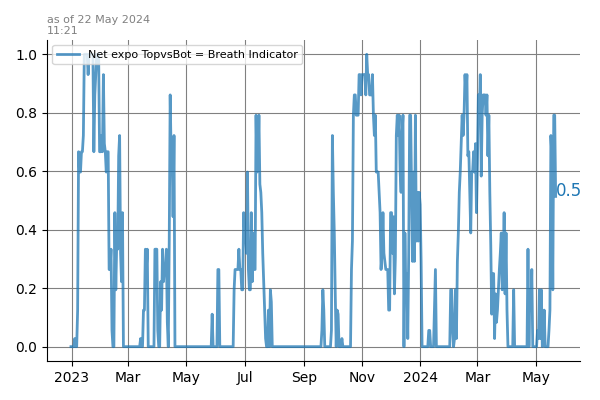 as of 22 May 2024
11:21
Net expo TopvsBot = Breath Indicator
1.0
0.8
0.6
0.5
0.4
0.2
0.0
2023 Mar May Jul Sep Nov 2024 Mar May